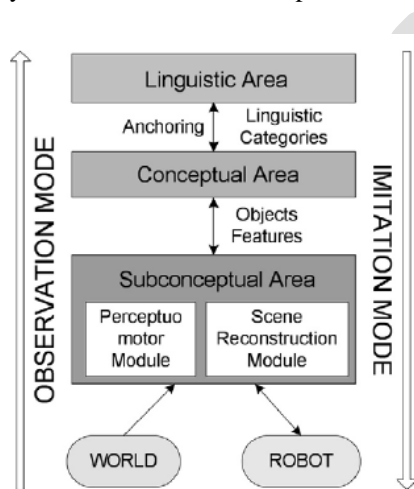 Linguistic Area
Anchoring
Linguistic
Categories
Conceptual Area
Objects
Features
Subconceptual Area
Perceptuo
motor
Module
Scene
Reconstruction
Module
WORLD
ROBOT
OBSERVATION MODE
IMITATION MODE